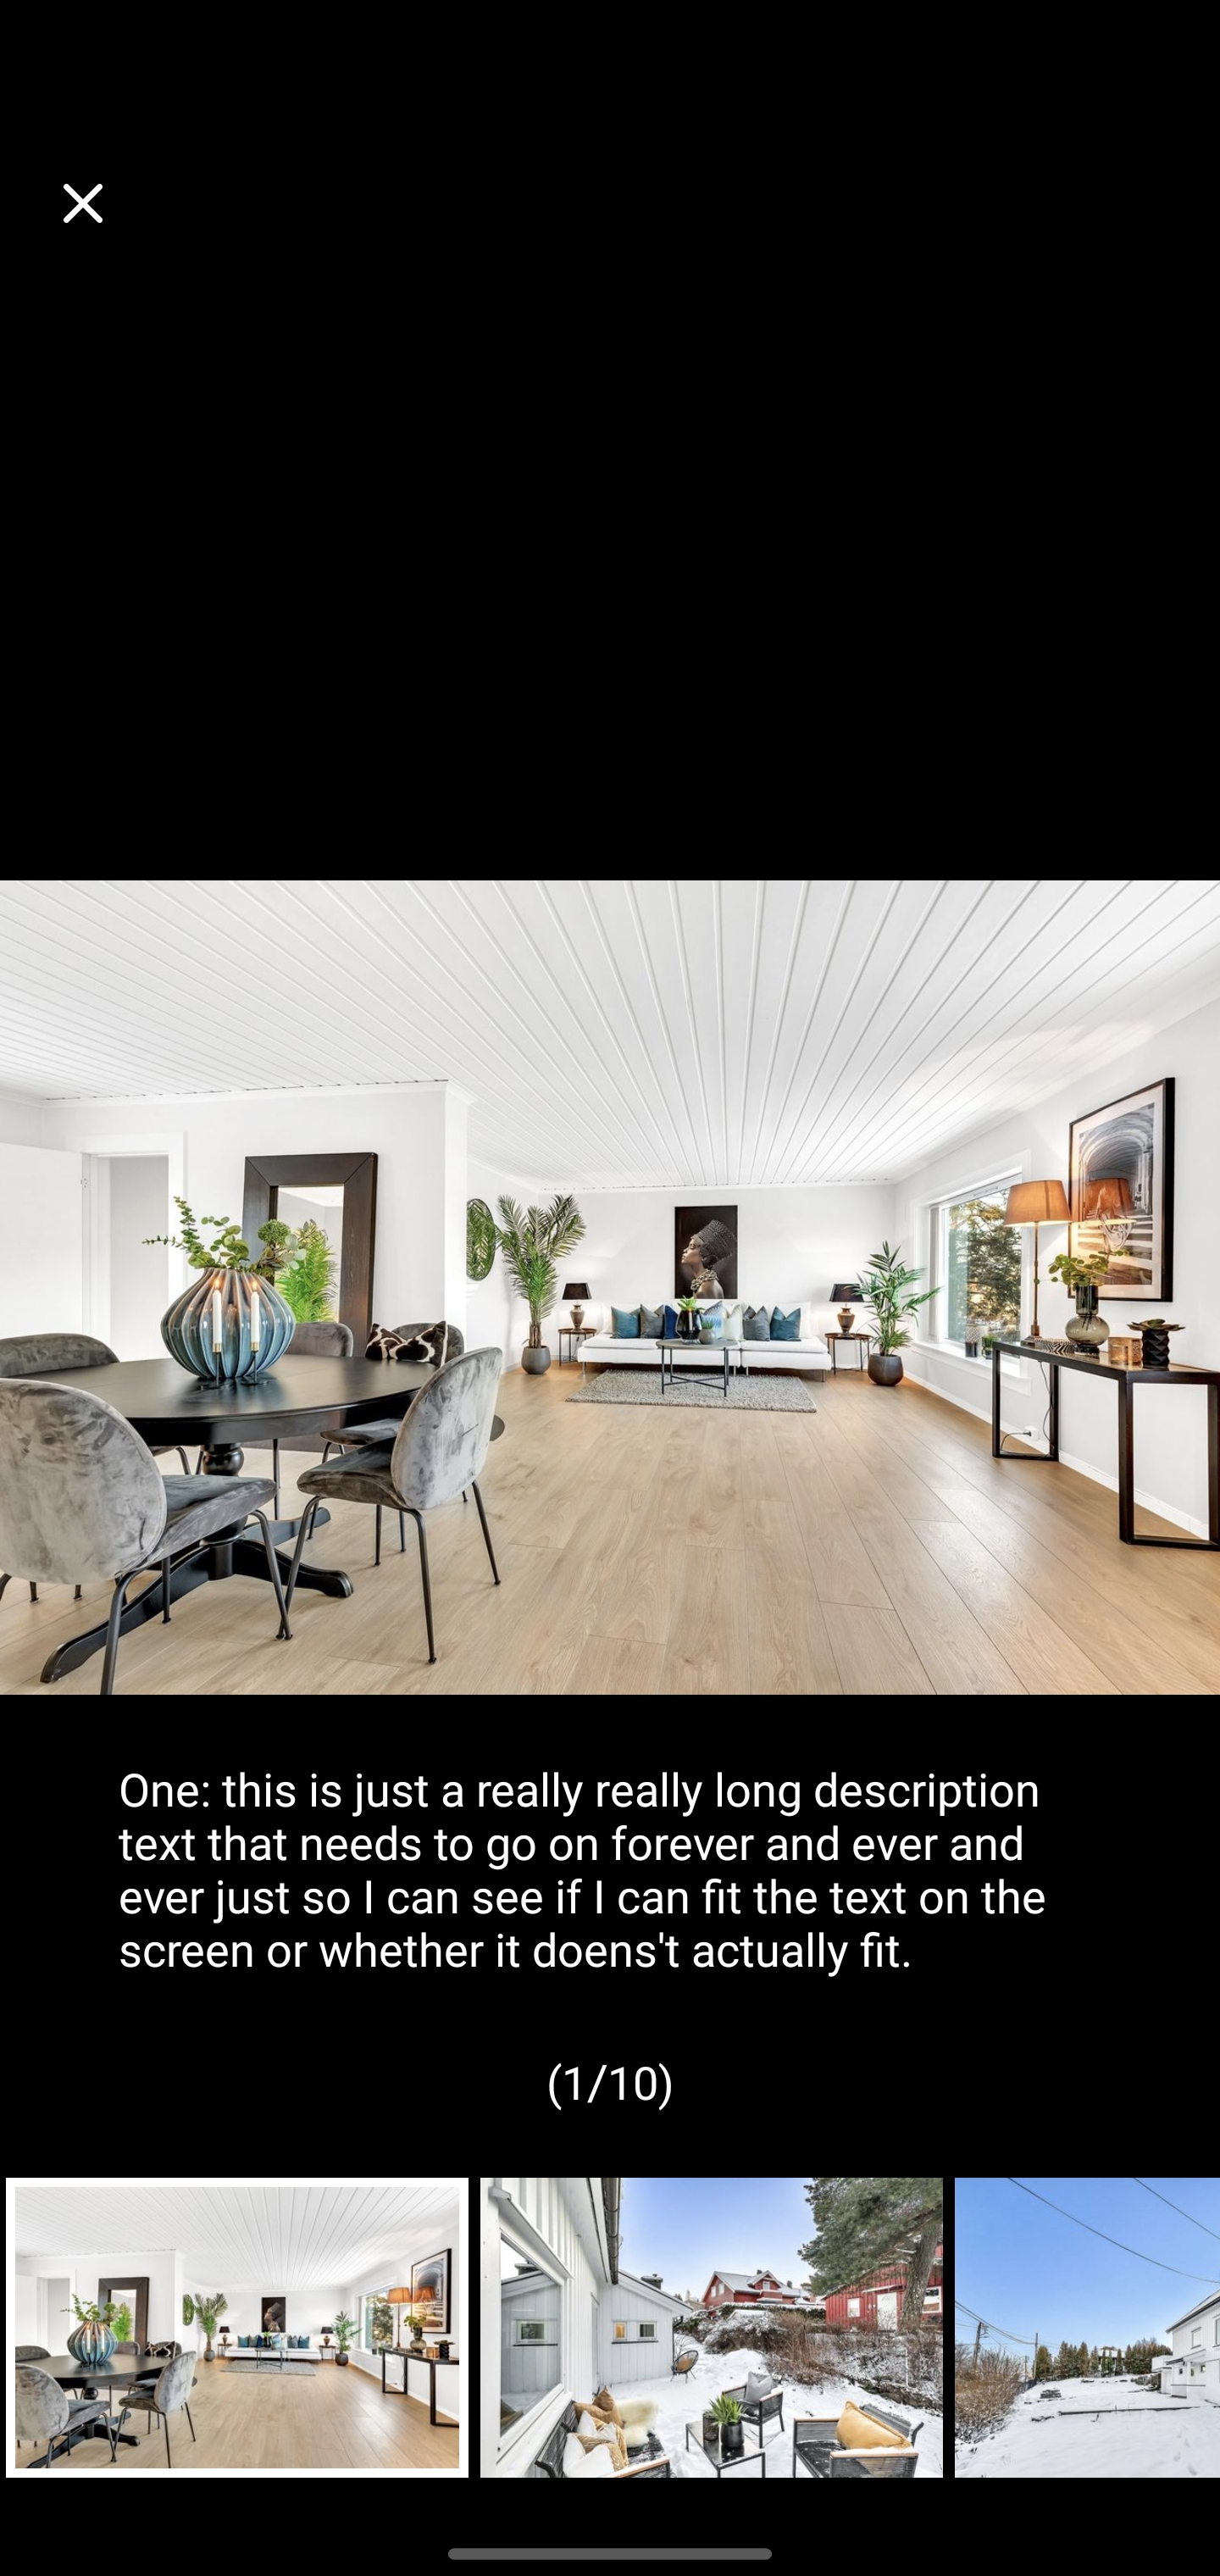 One: this is just a really really long description
text that needs to go on forever and ever and
ever just so I can see if I can fit the text on the
screen or whether it doens't actually fit.
(1/10)